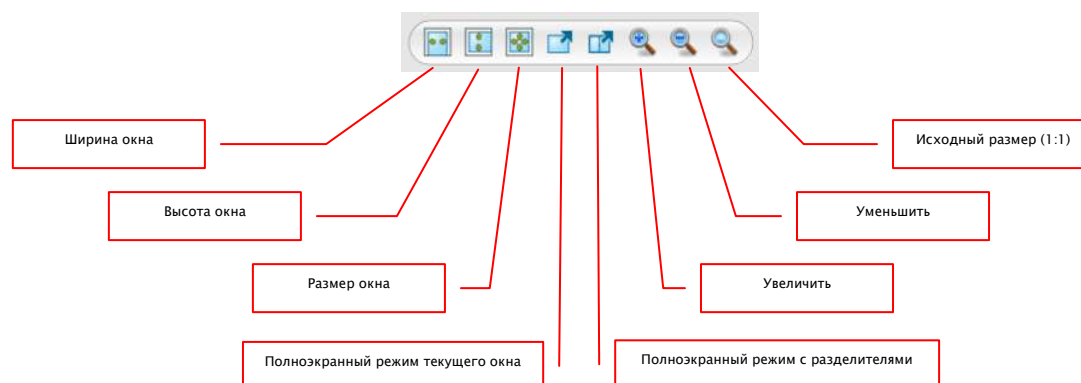 Ширина окна
Исходный размер (1:1)
Высота окна
Уменьшить
Размер окна
Увеличить
Полноэкранный режим текущего окна
Полноэкранный режим с разделителями